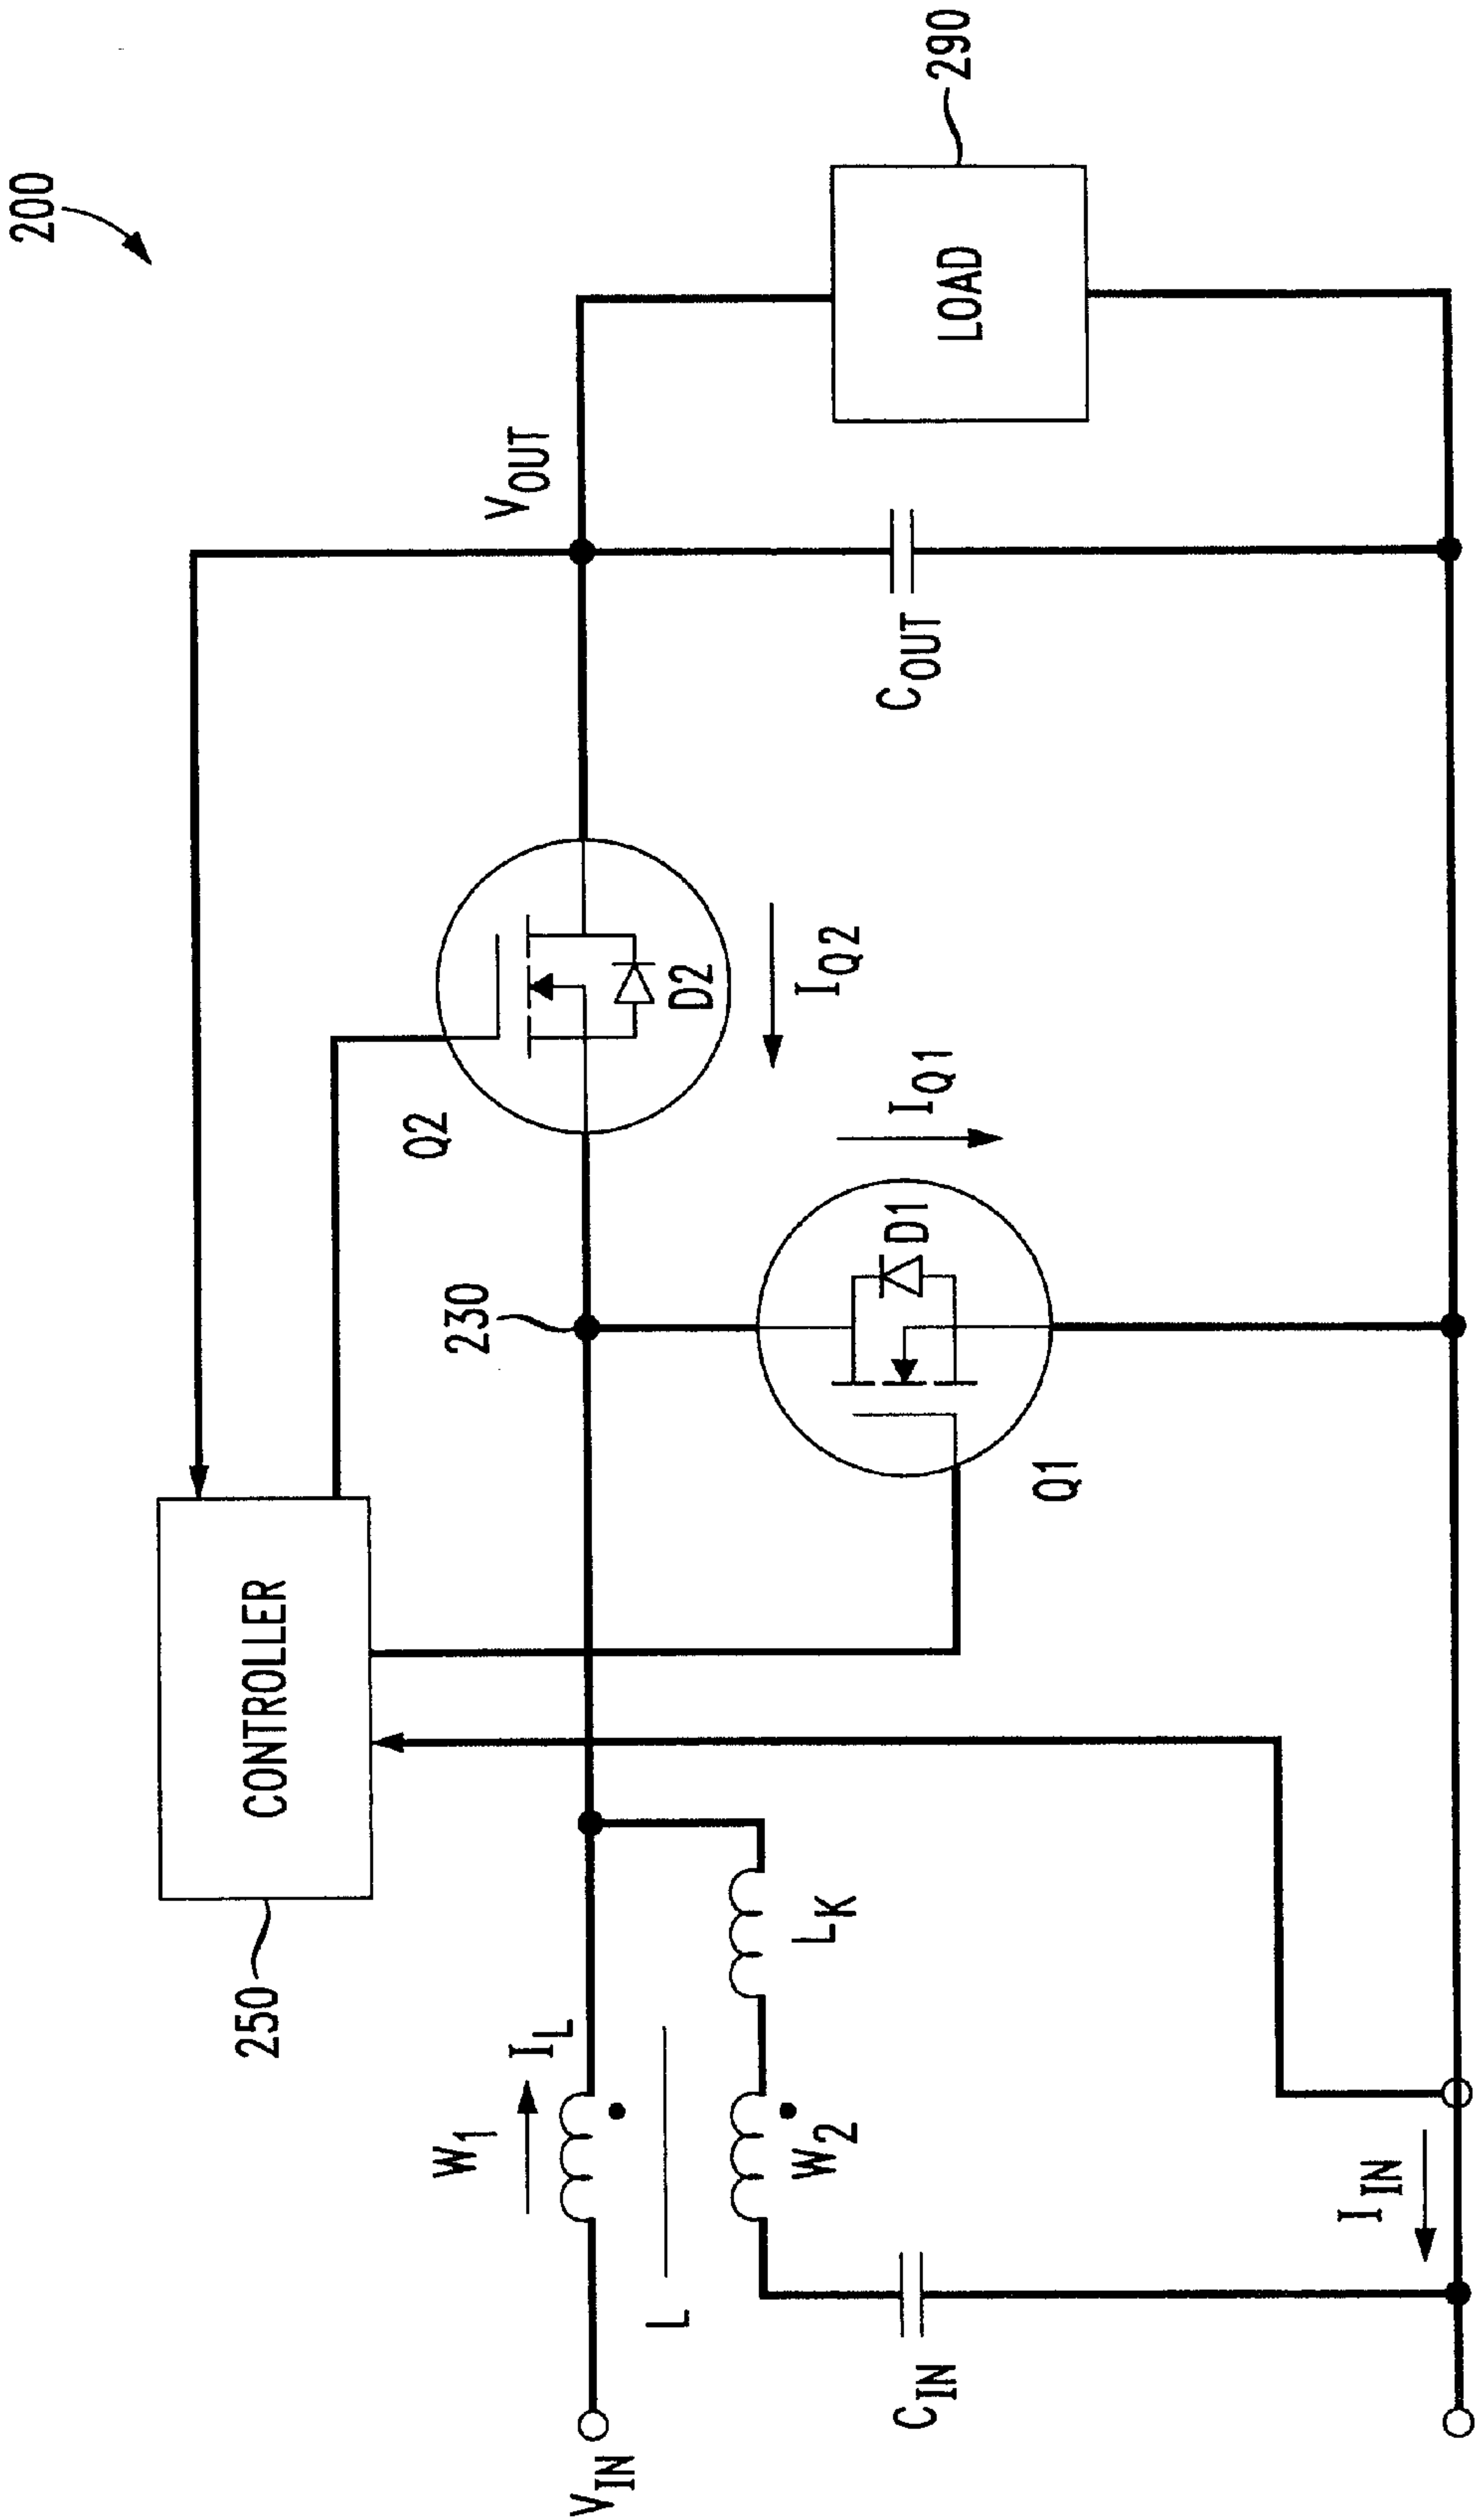 200
250
CONTROLLER
V_OUT
Q2
D2
230
I_Q2
W_1
I_L
L
W_2
L_K
I_Q1
D1
Q1
C_OUT
LOAD
290
V_IN
C_IN
I_IN